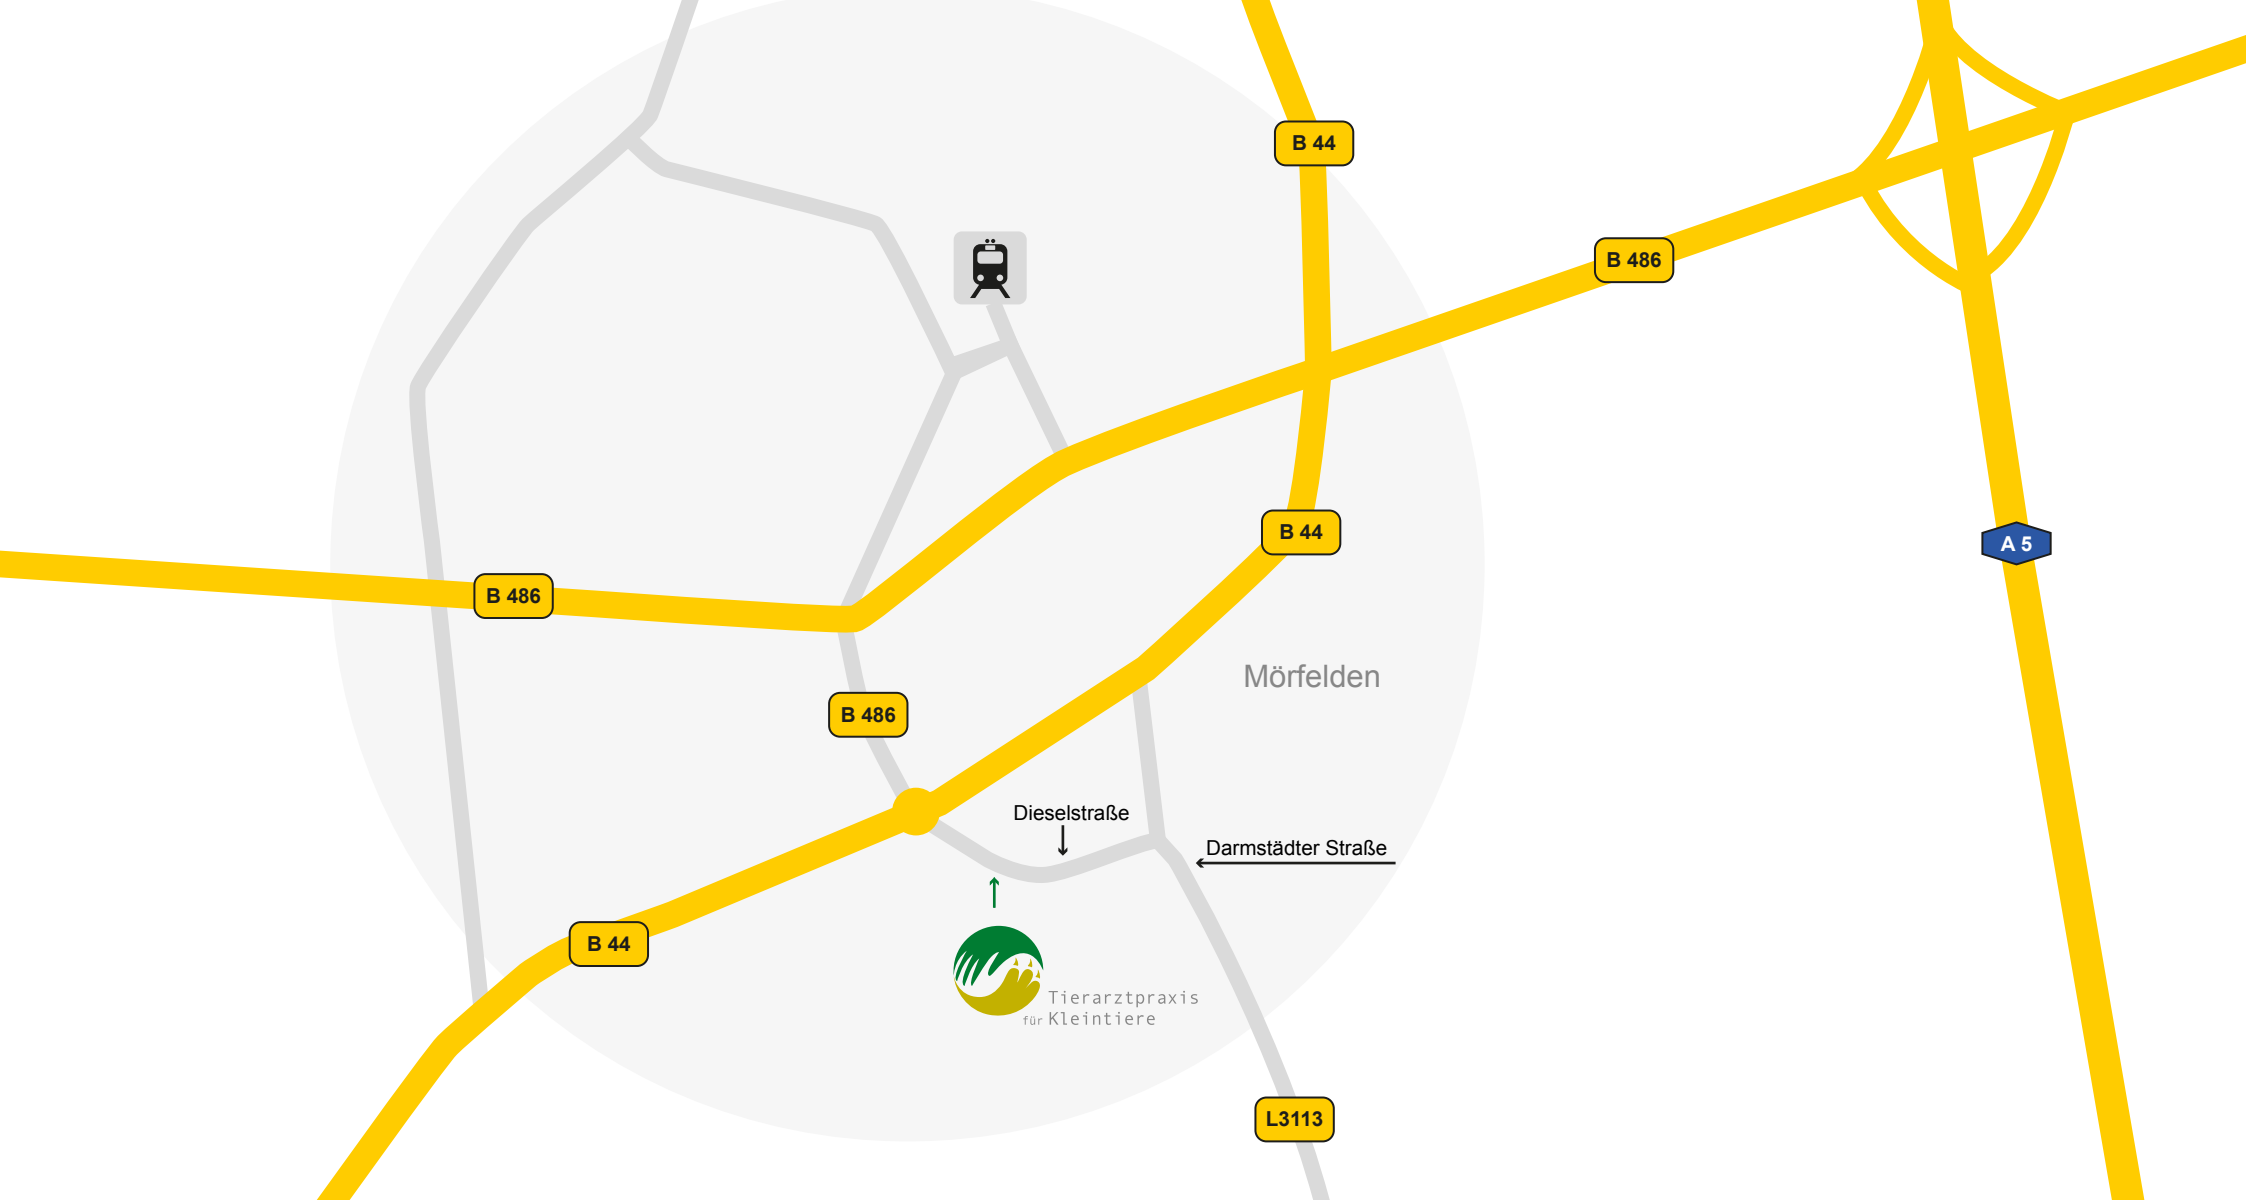 B 44
B 486
B 44
A 5
B 486
Mörfelden
B 486
Dieselstraße
Darmstädter Straße
B 44
Tierarztpraxis
für Kleintiere
L3113